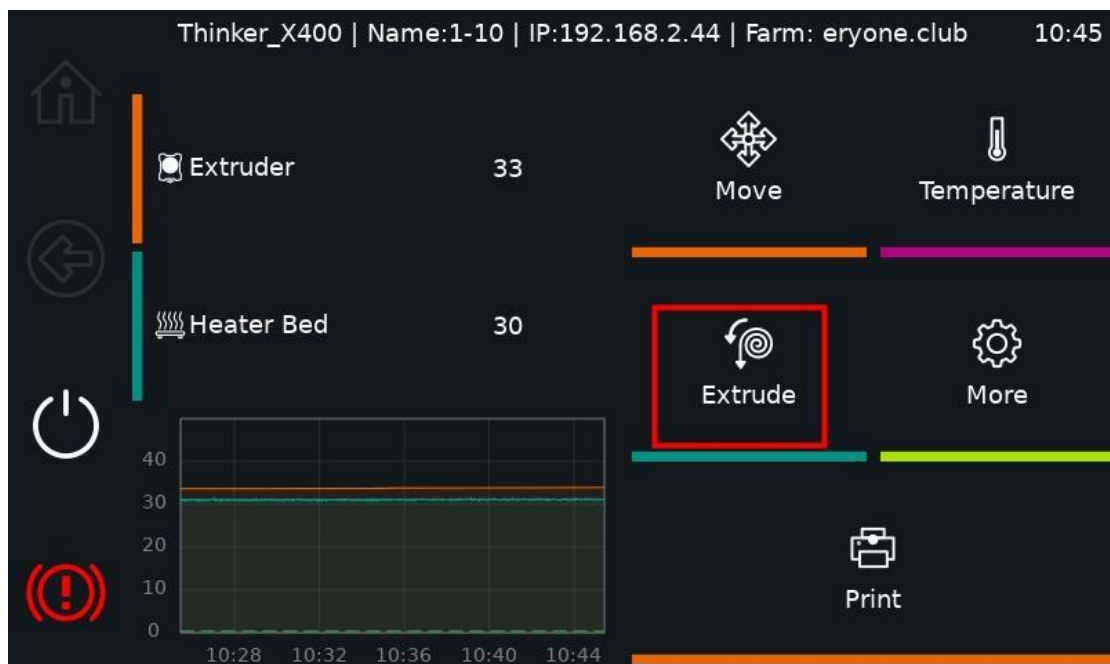 Thinker_X400 | Name:1-10 | IP:192.168.2.44 | Farm: eryone.club 10:45
Extruder 33
Heater Bed 30
Move
Temperature
Extrude
More
Print
40
30
20
10
0
10:28 10:32 10:36 10:40 10:44